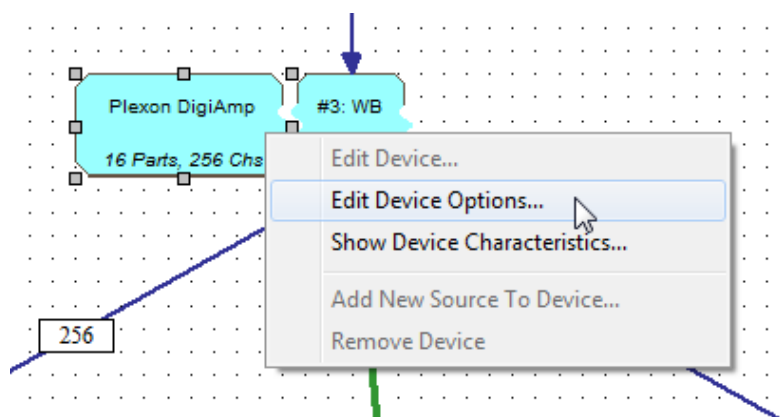 Plexon DigiAmp
#3: WB
16 Parts, 256 Chs
Edit Device...
Edit Device Options...
Show Device Characteristics...
Add New Source To Device...
Remove Device
256